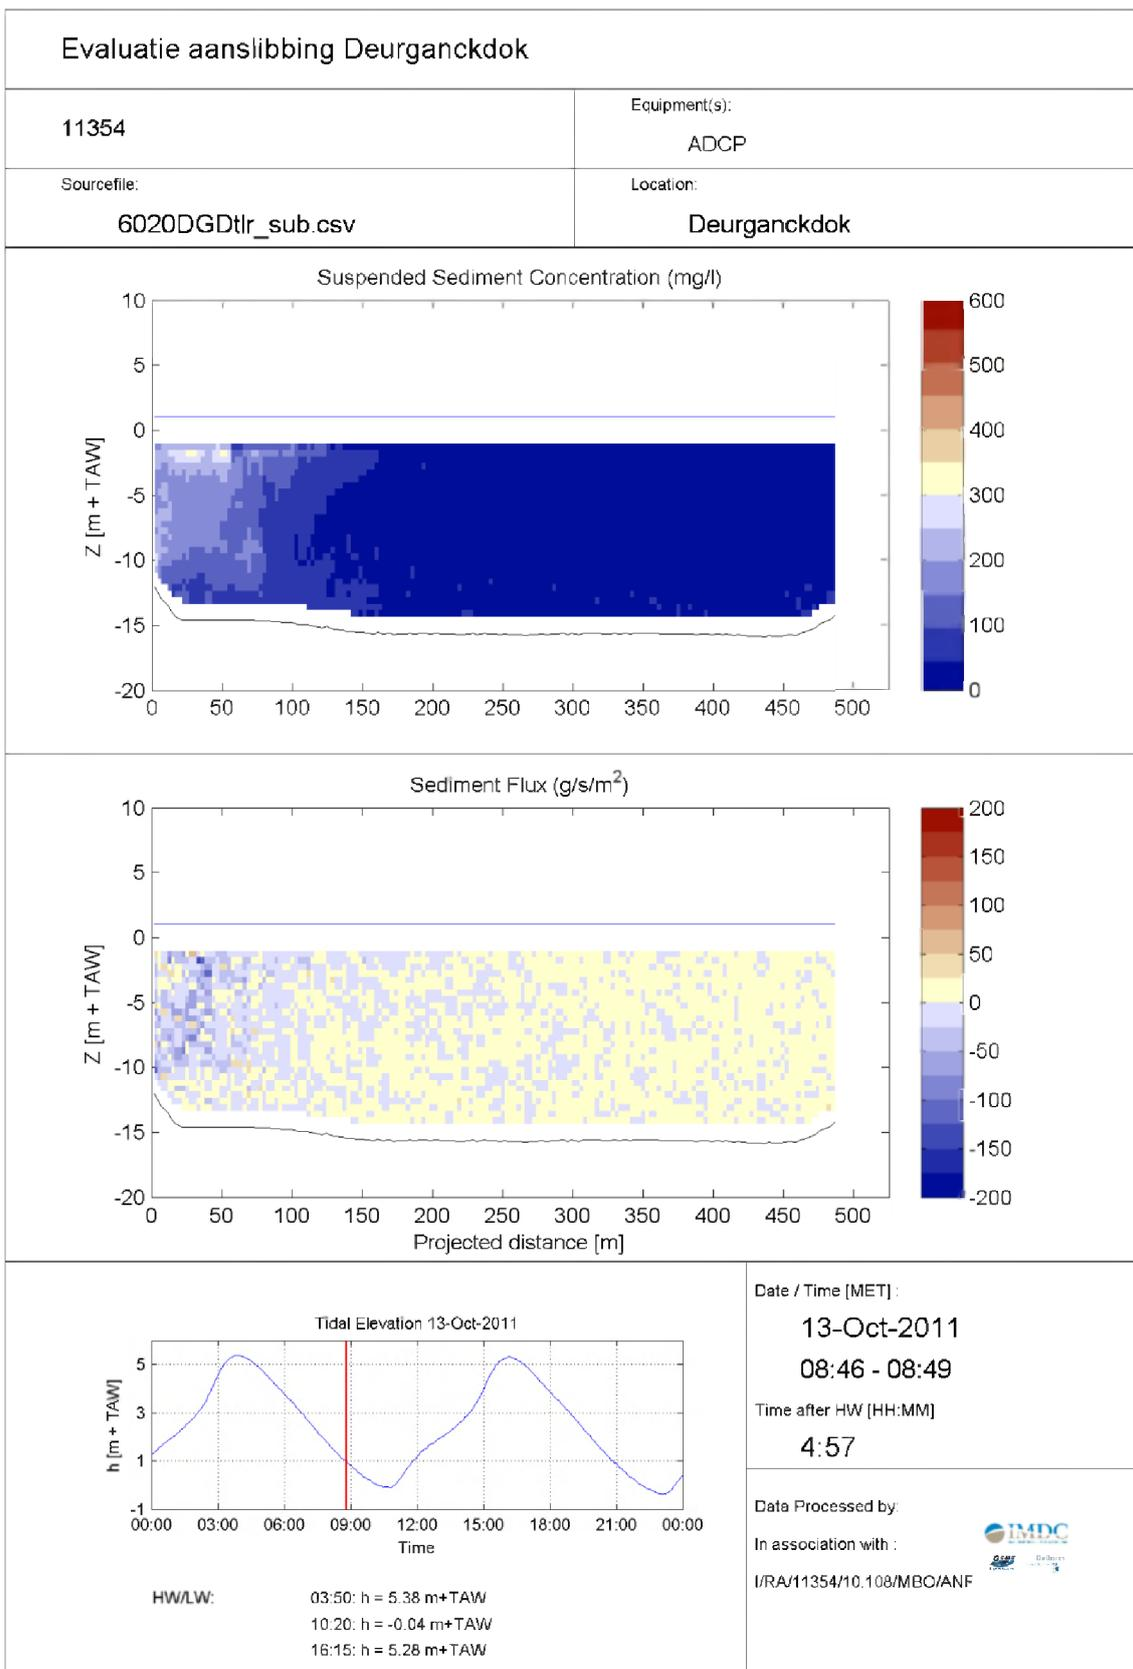 Evaluatie aanslibbing Deurganckdok
11354
Equipment(s):
ADCP
Sourcefile:
6020DGDtlr_sub.csv
Location:
Deurganckdok
Suspended Sediment Concentration (mg/l)
10
5
0
-5
-10
-15
-20
Z [m + TAW]
0 50 100 150 200 250 300 350 400 450 500
600
500
400
300
200
100
0
Sediment Flux (g/s/m²)
10
5
0
-5
-10
-15
-20
Z [m + TAW]
0 50 100 150 200 250 300 350 400 450 500
Projected distance [m]
200
150
100
50
0
-50
-100
-150
-200
Tidal Elevation 13-Oct-2011
5
3
1
-1
h [m + TAW]
00:00 03:00 06:00 09:00 12:00 15:00 18:00 21:00 00:00
Time
HW/LW:
03:50: h = 5.38 m+TAW
10:20: h = -0.04 m+TAW
16:15: h = 5.28 m+TAW
Date / Time [MET] :
13-Oct-2011
08:46 - 08:49
Time after HW [HH:MM]
4:57
Data Processed by:
IMDC
In association with :
I/RA/11354/10.108/MBO/ANF